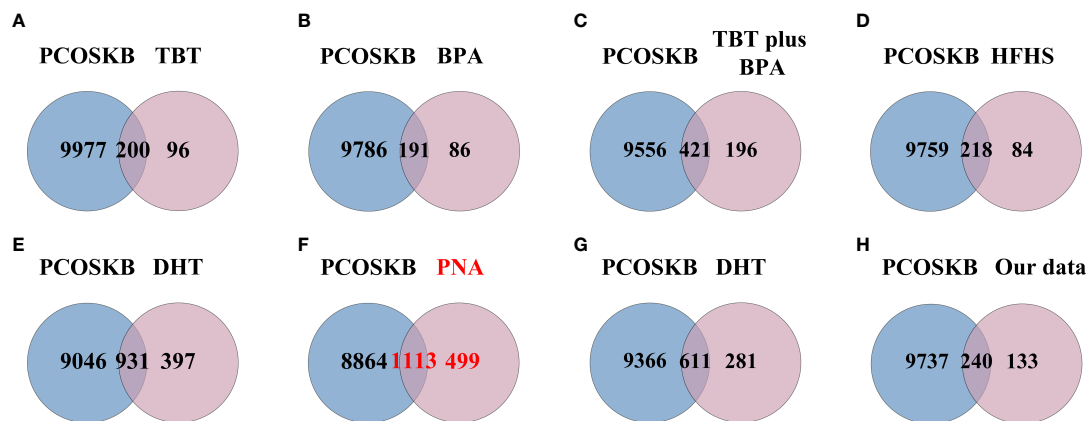 A
PCOSKB TBT
9977 200 96
B
PCOSKB BPA
9786 191 86
C
PCOSKB TBT plus
BPA
9556 421 196
D
PCOSKB HFHS
9759 218 84
E
PCOSKB DHT
9046 931 397
F
PCOSKB PNA
8864 1113 499
G
PCOSKB DHT
9366 611 281
H
PCOSKB Our data
9737 240 133